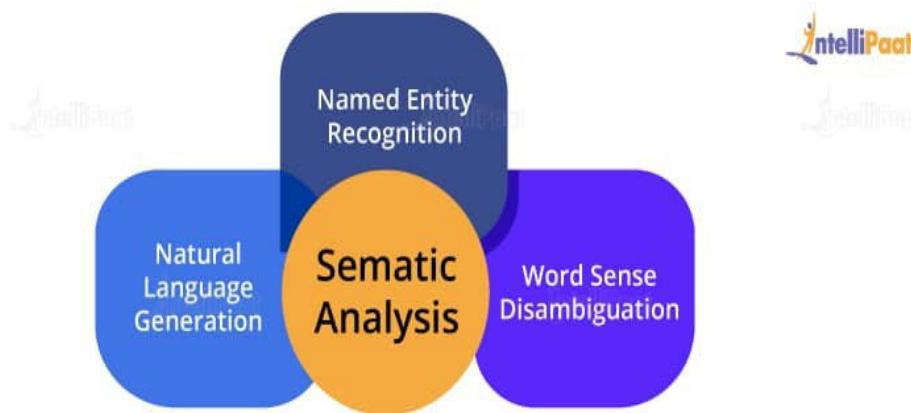 IntelliPaat
Named Entity
Recognition
Natural
Language
Generation
Sematic
Analysis
Word Sense
Disambiguation